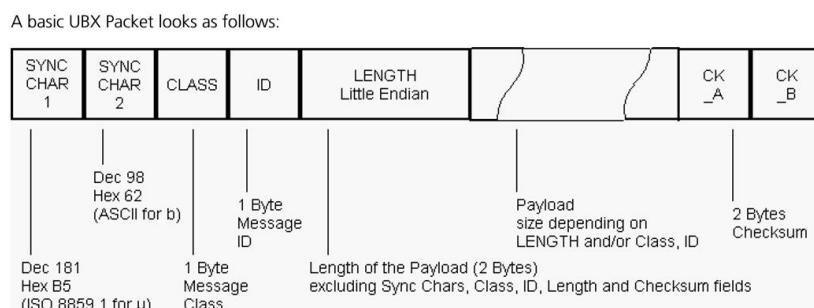 A basic UBX Packet looks as follows:
SYNC CHAR 1
SYNC CHAR 2
CLASS
ID
LENGTH
Little Endian
CK _A
CK _B
Dec 98
Hex 62
(ASCII for b)
1 Byte
Message
ID
Payload
size depending on
LENGTH and/or Class, ID
2 Bytes
Checksum
Dec 181
Hex B5
(ISO 8859 1 for µ)
1 Byte
Message
Class
Length of the Payload (2 Bytes)
excluding Sync Chars, Class, ID, Length and Checksum fields